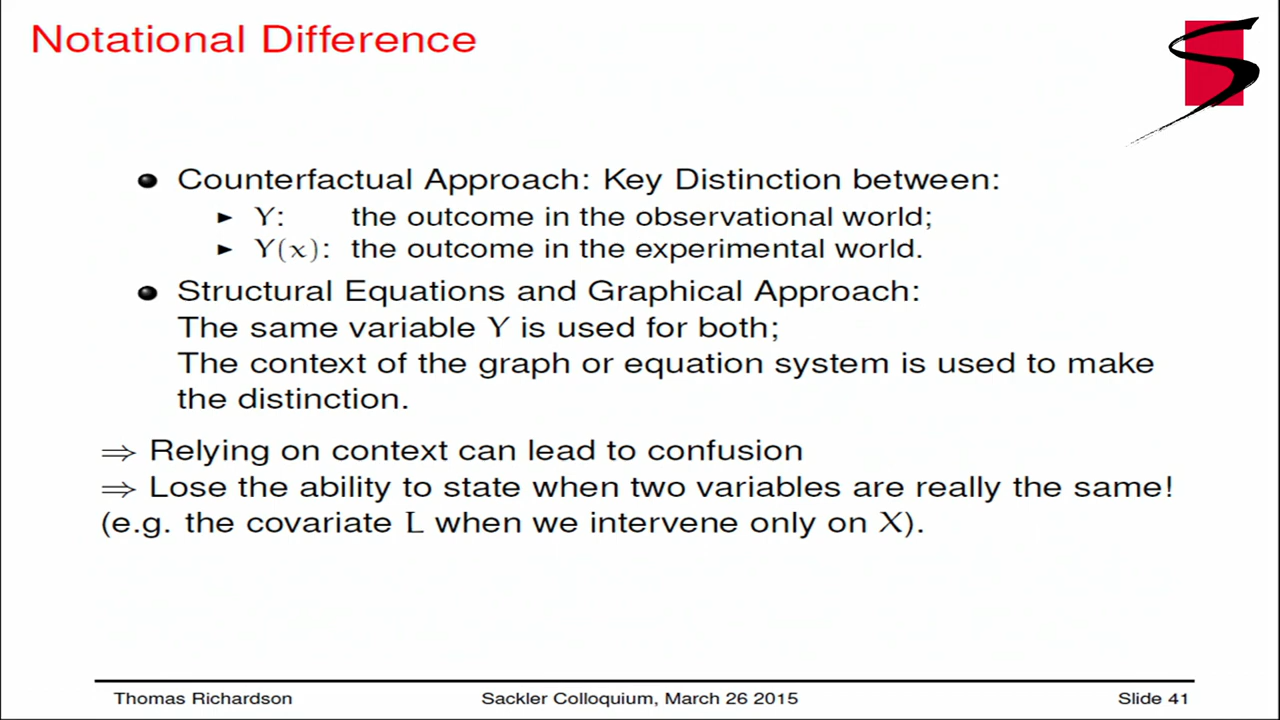 Notational Difference
Counterfactual Approach: Key Distinction between:
Y: the outcome in the observational world;
Y(x): the outcome in the experimental world.
Structural Equations and Graphical Approach:
The same variable Y is used for both;
The context of the graph or equation system is used to make
the distinction.
⇒ Relying on context can lead to confusion
⇒ Lose the ability to state when two variables are really the same!
(e.g. the covariate L when we intervene only on X).
Thomas Richardson Sackler Colloquium, March 26 2015 Slide 41